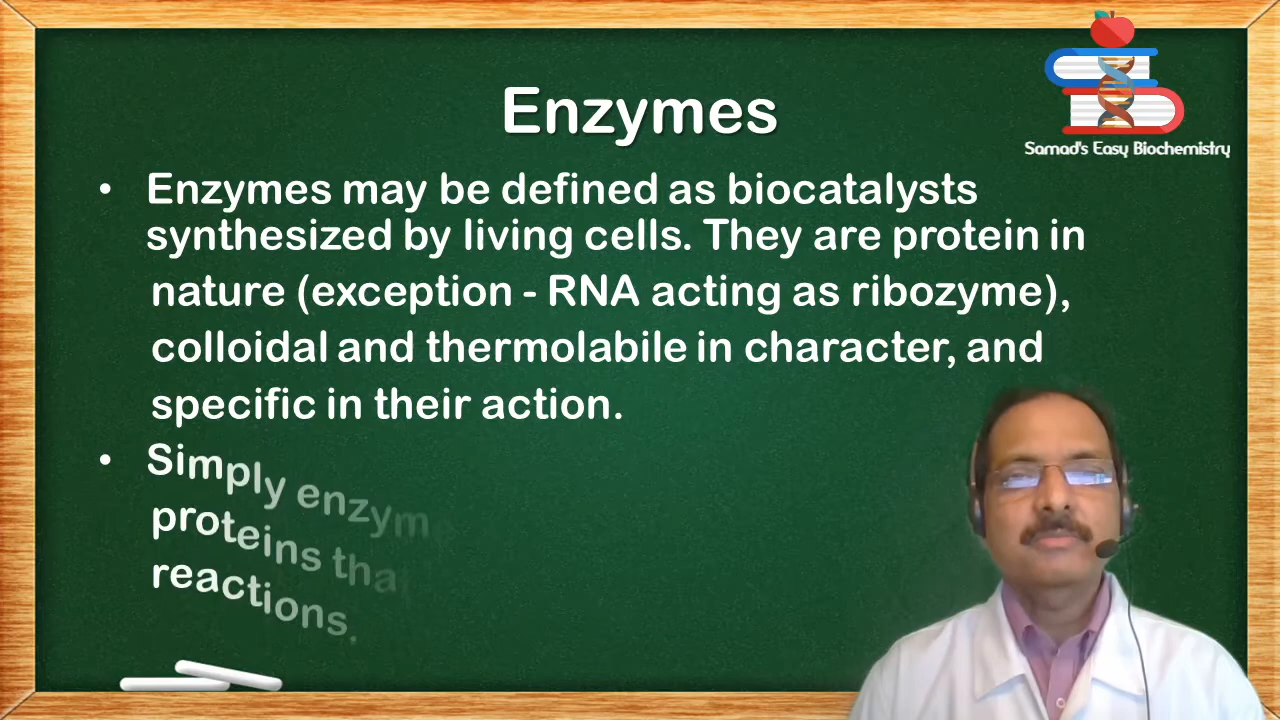 Samad's Easy Biochemistry
Enzymes
• Enzymes may be defined as biocatalysts
synthesized by living cells. They are protein in
nature (exception - RNA acting as ribozyme),
colloidal and thermolabile in character, and
specific in their action.
• Simply
proteins
reactions.